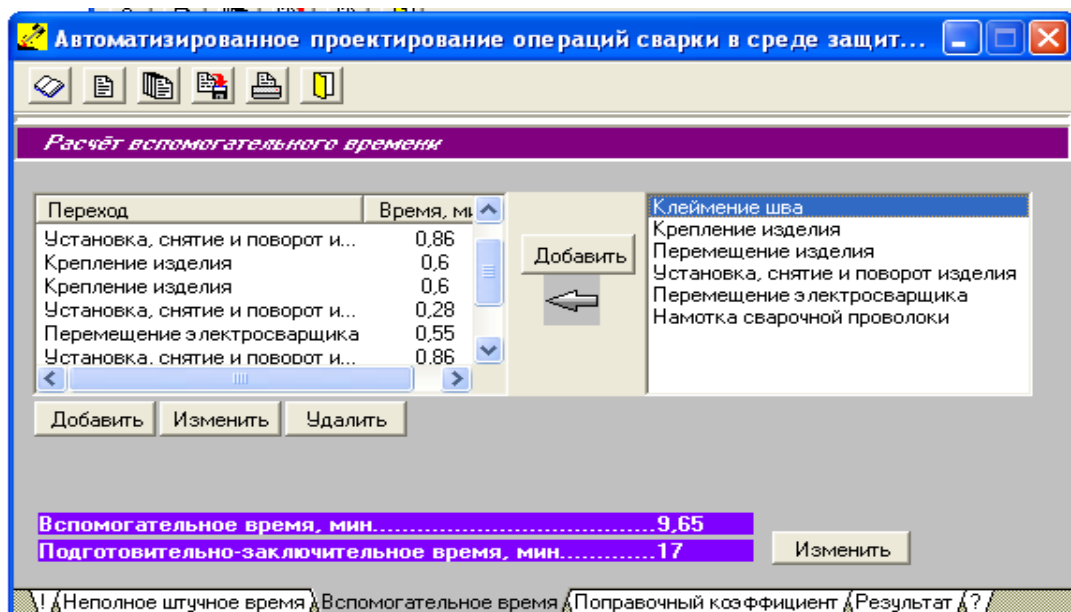 Автоматизированное проектирование операций сварки в среде защит...
Расчёт вспомогательного времени
Переход Время, ми
Установка, снятие и поворот и... 0,86
Крепление изделия 0,6
Крепление изделия 0,6
Установка, снятие и поворот и... 0,28
Перемещение электросварщика 0,55
Установка, снятие и поворот и... 0,86
Добавить
Клеймение шва
Крепление изделия
Перемещение изделия
Установка, снятие и поворот изделия
Перемещение электросварщика
Намотка сварочной проволоки
Добавить Изменить Удалить
Вспомогательное время, мин......................................9,65
Подготовительно-заключительное время, мин.............17
Изменить
! Неполное штучное время Вспомогательное время Поправочный коэффициент Результат ?